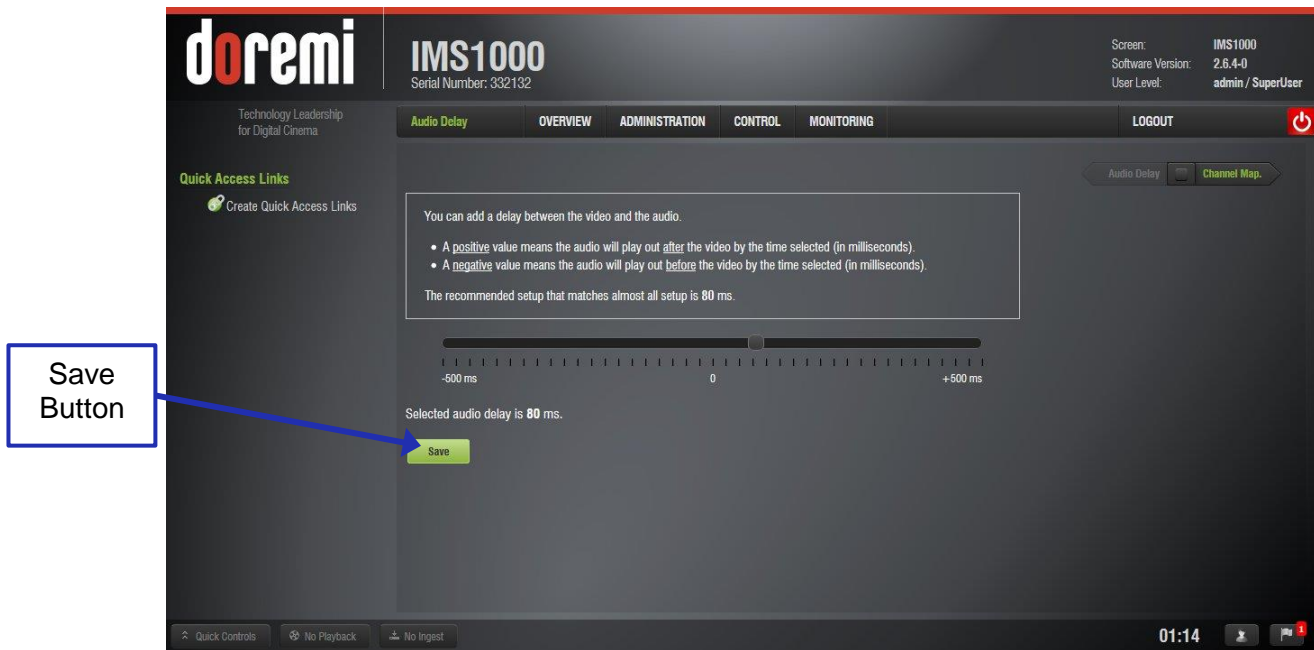 doremi
IMS1000
Serial Number: 332132
Screen: IMS1000
Software Version: 2.6.4-0
User Level: admin / SuperUser
Technology Leadership
for Digital Cinema
Audio Delay OVERVIEW ADMINISTRATION CONTROL MONITORING LOGOUT
Quick Access Links
Create Quick Access Links
Audio Delay Channel Map.
You can add a delay between the video and the audio.
• A positive value means the audio will play out after the video by the time selected (in milliseconds).
• A negative value means the audio will play out before the video by the time selected (in milliseconds).
The recommended setup that matches almost all setup is 80 ms.
-500 ms 0 +500 ms
Selected audio delay is 80 ms.
Save
Save
Button
Quick Controls No Playback No Ingest 01:14 1